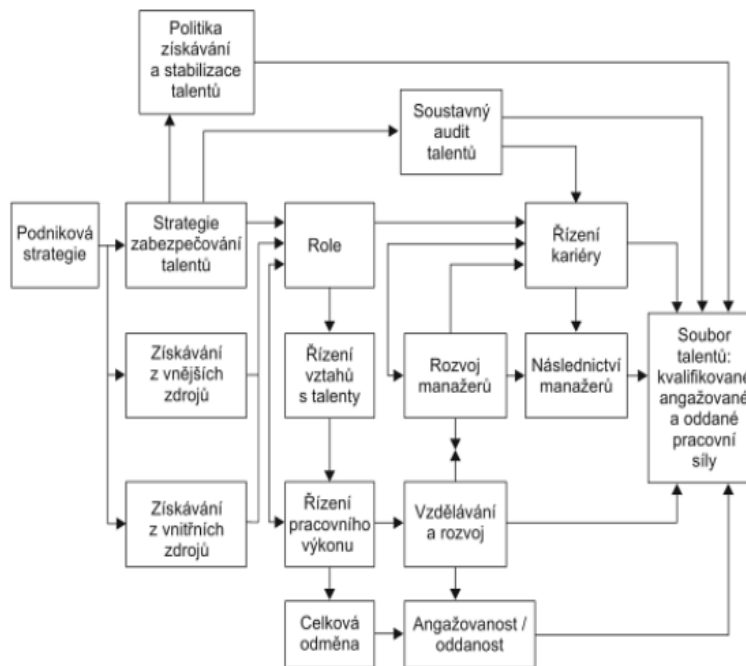 Politika
získávání
a stabilizace
talentů
Soustavný
audit
talentů
Podniková
strategie
Strategie
zabezpečování
talentů
Role
Řízení
kariéry
Získávání
z vnějších
zdrojů
Řízení
vztahů
s talenty
Rozvoj
manažerů
Následnictví
manažerů
Soubor
talentů:
kvalifikované
angažované
a oddané
pracovní
síly
Získávání
z vnitřních
zdrojů
Řízení
pracovního
výkonu
Vzdělávání
a rozvoj
Celková
odměna
Angažovanost /
oddanost